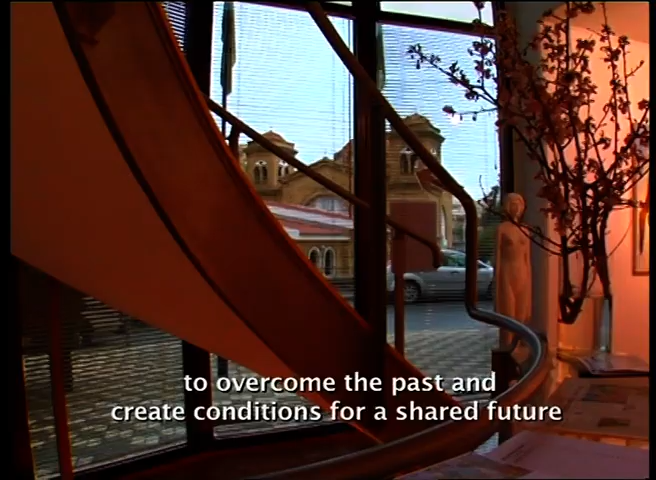 to overcome the past and
create conditions for a shared future